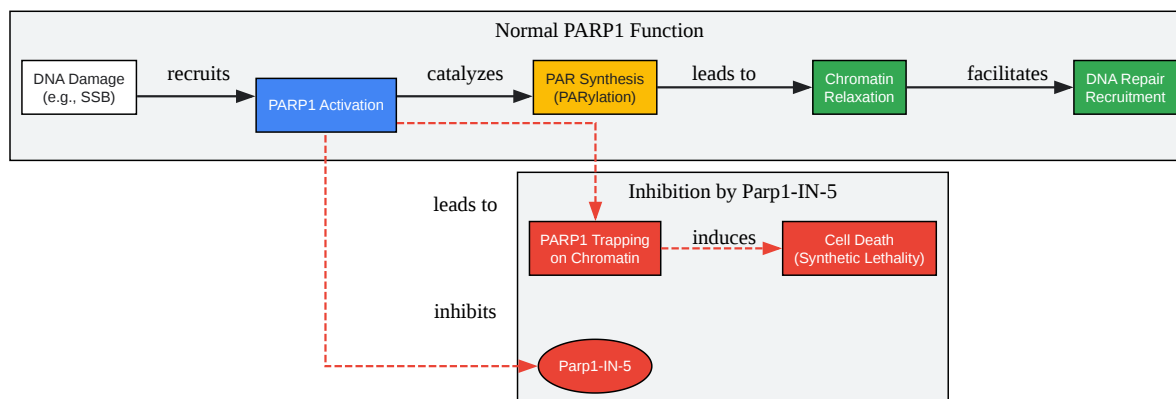 Normal PARP1 Function
DNA Damage
(e.g., SSB)
recruits
PARP1 Activation
catalyzes
PAR Synthesis
(PARylation)
leads to
Chromatin
Relaxation
facilitates
DNA Repair
Recruitment
leads to
Inhibition by Parp1-IN-5
PARP1 Trapping
on Chromatin
induces
Cell Death
(Synthetic Lethality)
inhibits
Parp1-IN-5